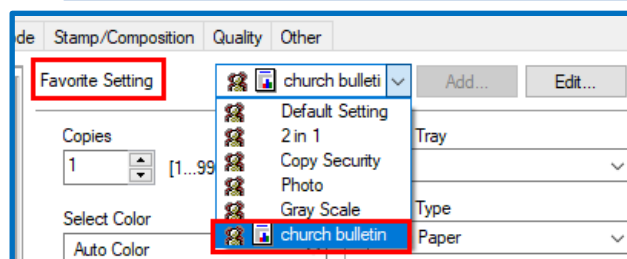 de Stamp/Composition Quality Other
Favorite Setting church bulleti Add... Edit...
Default Setting
Copies 2 in 1 Tray
1 [1...99 Copy Security
Photo
Select Color Gray Scale Type
Auto Color church bulletin Paper